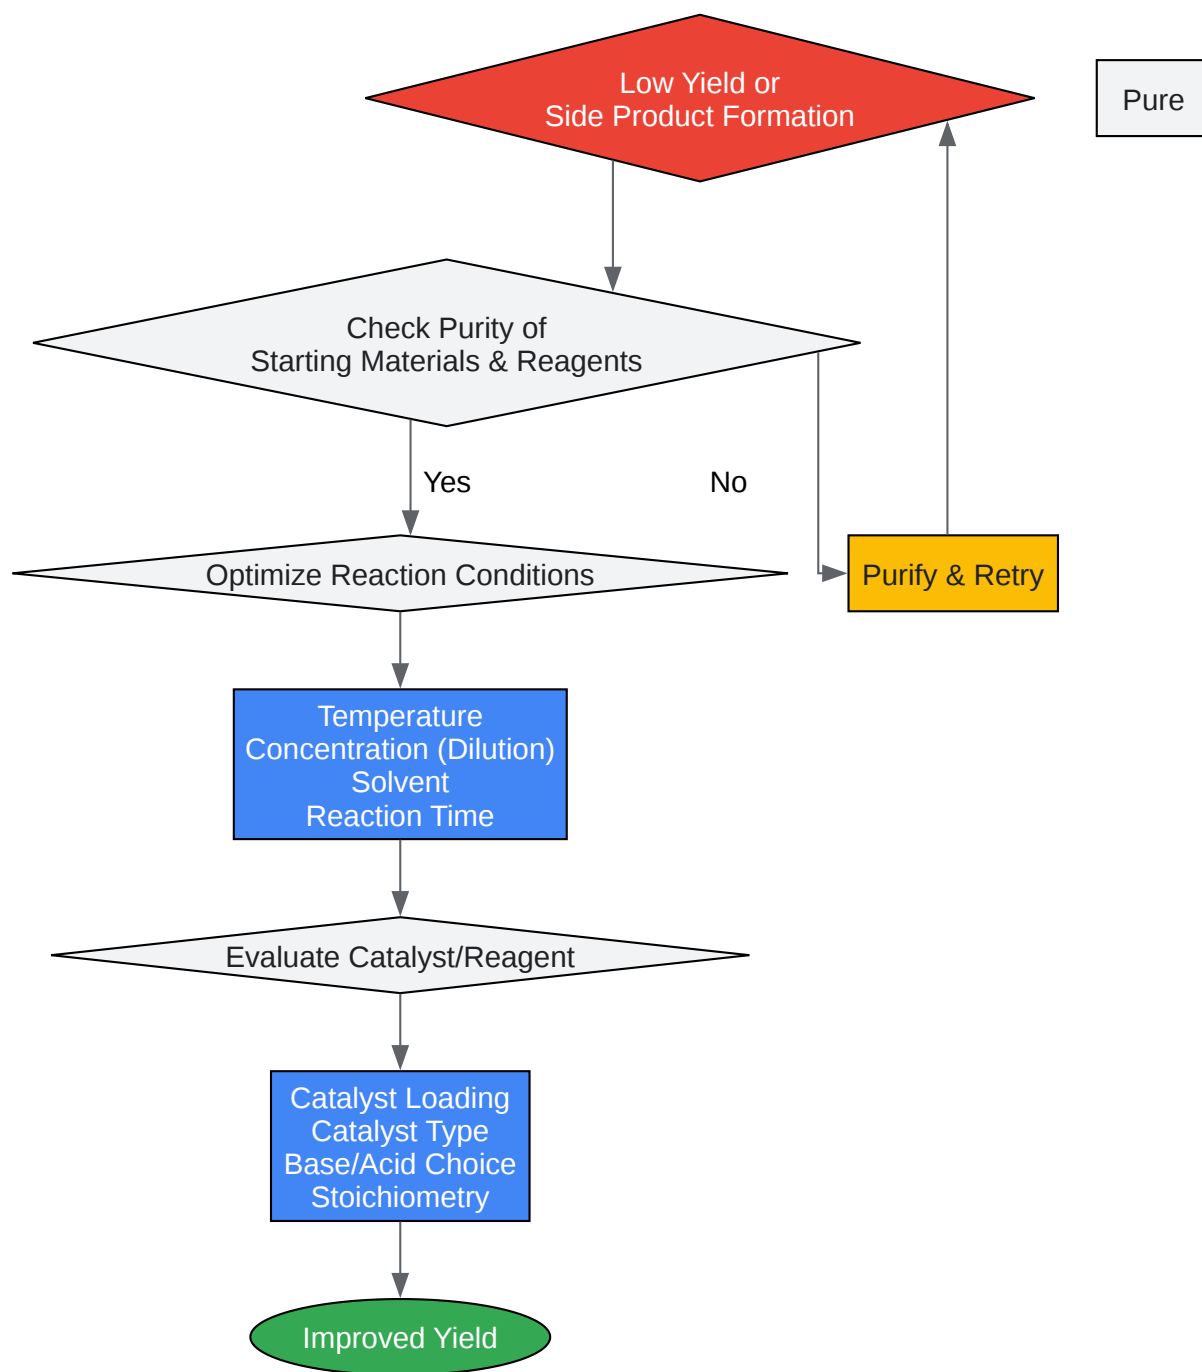 Low Yield or
Side Product Formation
Pure
Check Purity of
Starting Materials & Reagents
Yes
No
Optimize Reaction Conditions
Purify & Retry
Temperature
Concentration (Dilution)
Solvent
Reaction Time
Evaluate Catalyst/Reagent
Catalyst Loading
Catalyst Type
Base/Acid Choice
Stoichiometry
Improved Yield